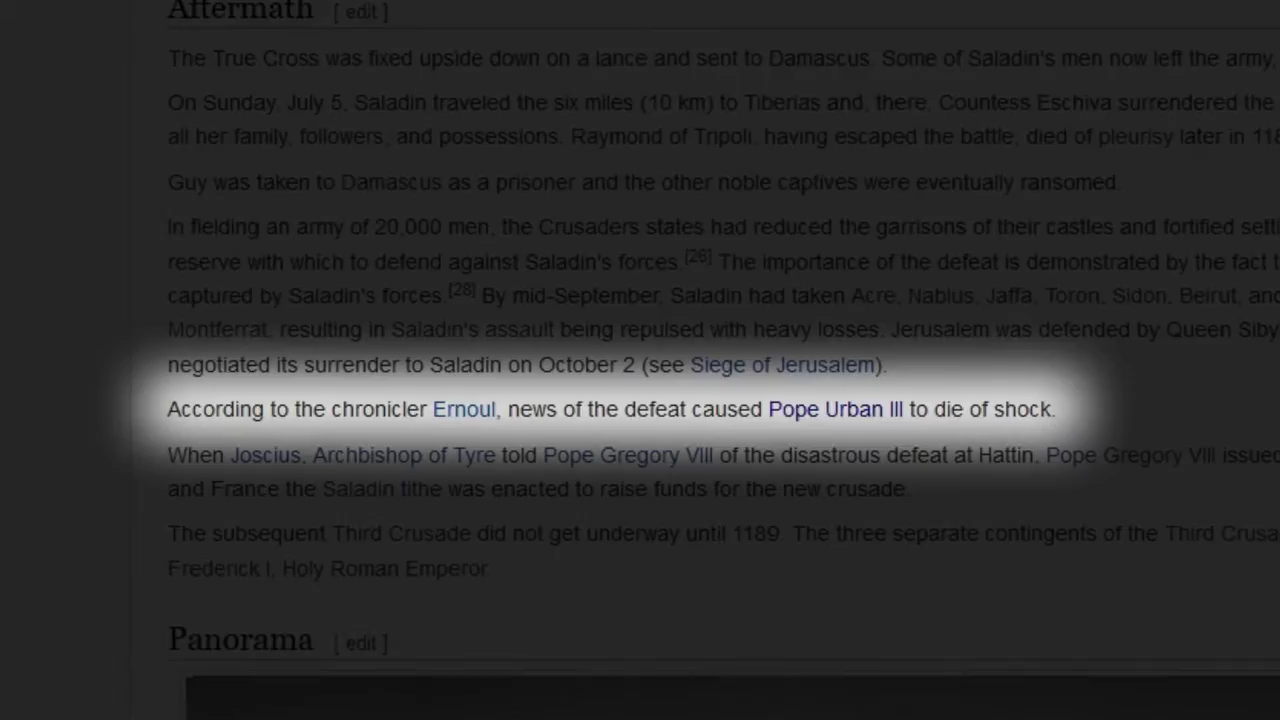 Aftermath [ edit ]
The True Cross was fixed upside down on a lance and sent to Damascus. Some of Saladin's men now left the army,
On Sunday, July 5, Saladin traveled the six miles (10 km) to Tiberias and, there, Countess Eschiva surrendered the
all her family, followers, and possessions. Raymond of Tripoli, having escaped the battle, died of pleurisy later in 118
Guy was taken to Damascus as a prisoner and the other noble captives were eventually ransomed.
In fielding an army of 20,000 men, the Crusaders states had reduced the garrisons of their castles and fortified sett
reserve with which to defend against Saladin's forces.[26] The importance of the defeat is demonstrated by the fact t
captured by Saladin's forces.[28] By mid-September, Saladin had taken Acre, Nablus, Jaffa, Toron, Sidon, Beirut, and
Montferrat, resulting in Saladin's assault being repulsed with heavy losses. Jerusalem was defended by Queen Siby
negotiated its surrender to Saladin on October 2 (see Siege of Jerusalem).
According to the chronicler Ernoul, news of the defeat caused Pope Urban III to die of shock.
When Joscius, Archbishop of Tyre told Pope Gregory VIII of the disastrous defeat at Hattin, Pope Gregory VIII issued
and France the Saladin tithe was enacted to raise funds for the new crusade.
The subsequent Third Crusade did not get underway until 1189. The three separate contingents of the Third Crusa
Frederick I, Holy Roman Emperor.
Panorama [ edit ]